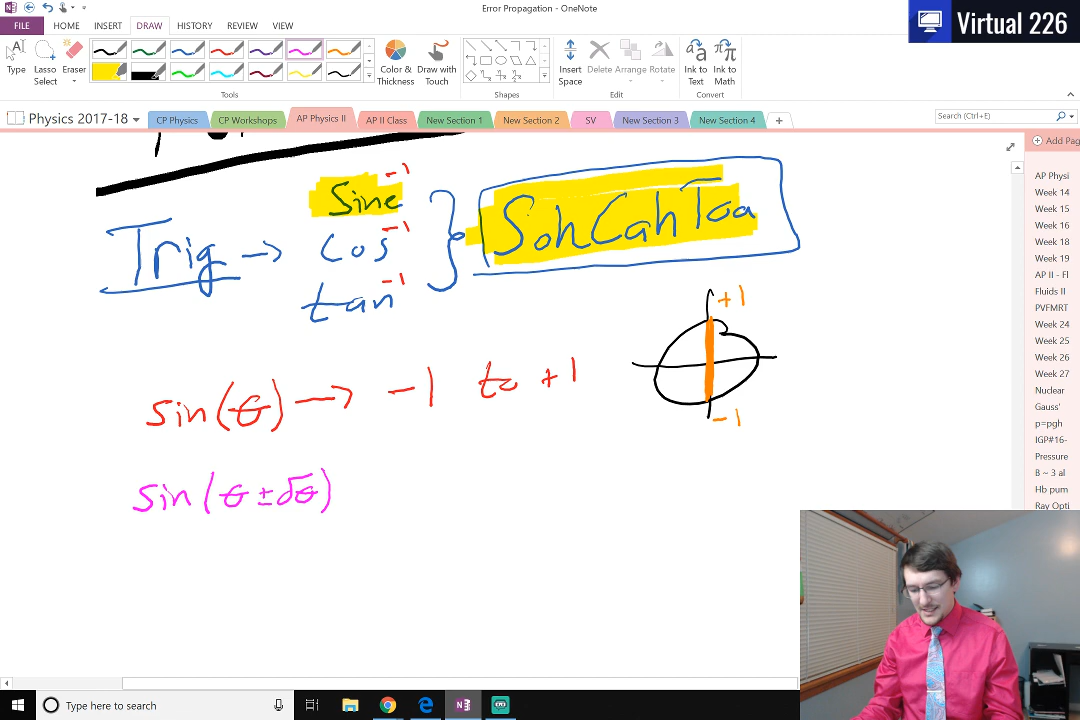 Error Propagation - OneNote
Virtual 226
FILE HOME INSERT DRAW HISTORY REVIEW VIEW
Type
Lasso Select
Eraser
Color & Thickness
Draw with Touch
Insert Space
Delete
Arrange
Rotate
Ink to Text
Ink to Math
Tools
Shapes
Edit
Convert
Physics 2017-18
CP Physics
CP Workshops
AP Physics II
AP II Class
New Section 1
New Section 2
SV
New Section 3
New Section 4
Search (Ctrl+E)
Add Pag
AP Physi
Week 14
Week 15
Week 16
Week 18
Week 19
AP II - Fl
Fluids II
PVFMRT
Week 24
Week 25
Week 26
Week 27
Nuclear
Gauss'
p=pgh
IGP#16-
Pressure
B ~ 3 al
Hb pum
Ray Opti
Trig →
Sine -1
cos -1
tan -1
SohCahToa
+1
-1
sin(θ) → -1 to +1
sin(θ ± δθ)
Type here to search